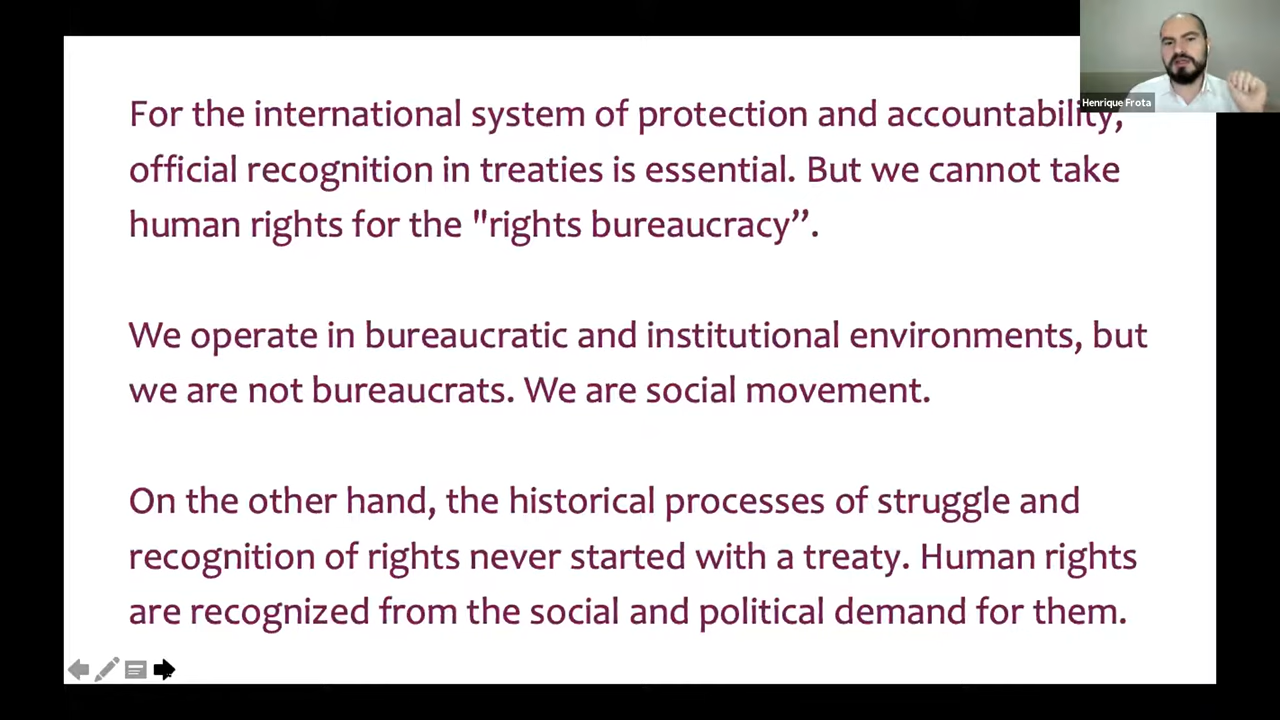 For the international system of protection and accountability,
official recognition in treaties is essential. But we cannot take
human rights for the "rights bureaucracy”.
We operate in bureaucratic and institutional environments, but
we are not bureaucrats. We are social movement.
On the other hand, the historical processes of struggle and
recognition of rights never started with a treaty. Human rights
are recognized from the social and political demand for them.
Henrique Frota